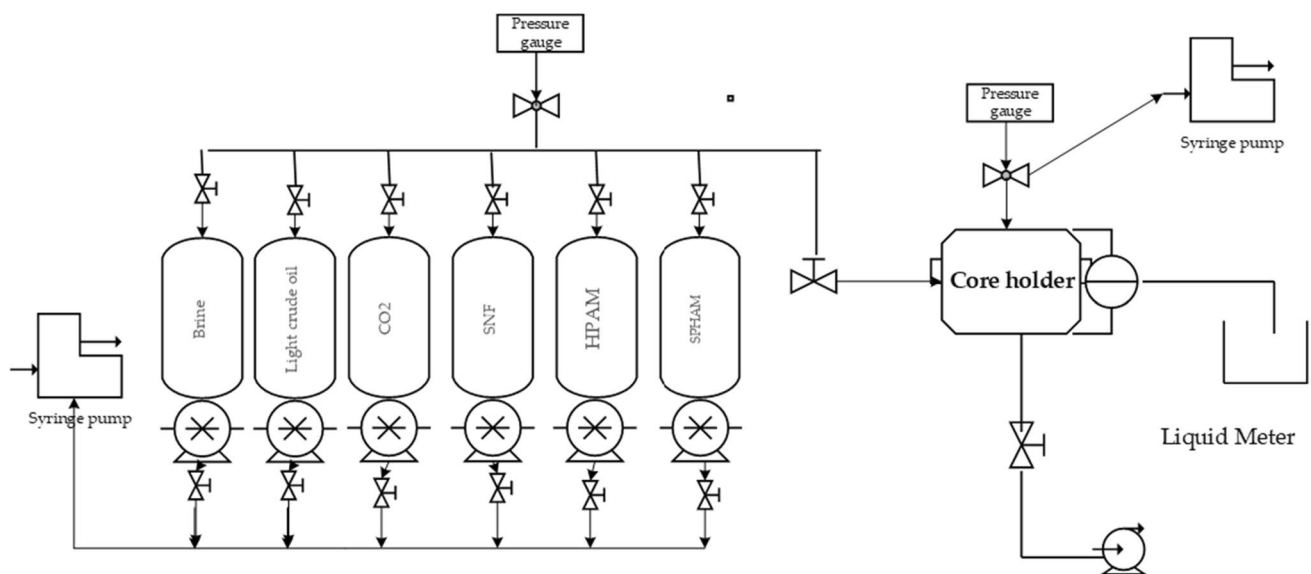 Pressure
gauge
Pressure
gauge
Syringe pump
Brine
Light crude oil
CO2
SNF
HPAM
SPHAM
Core holder
Syringe pump
Liquid Meter